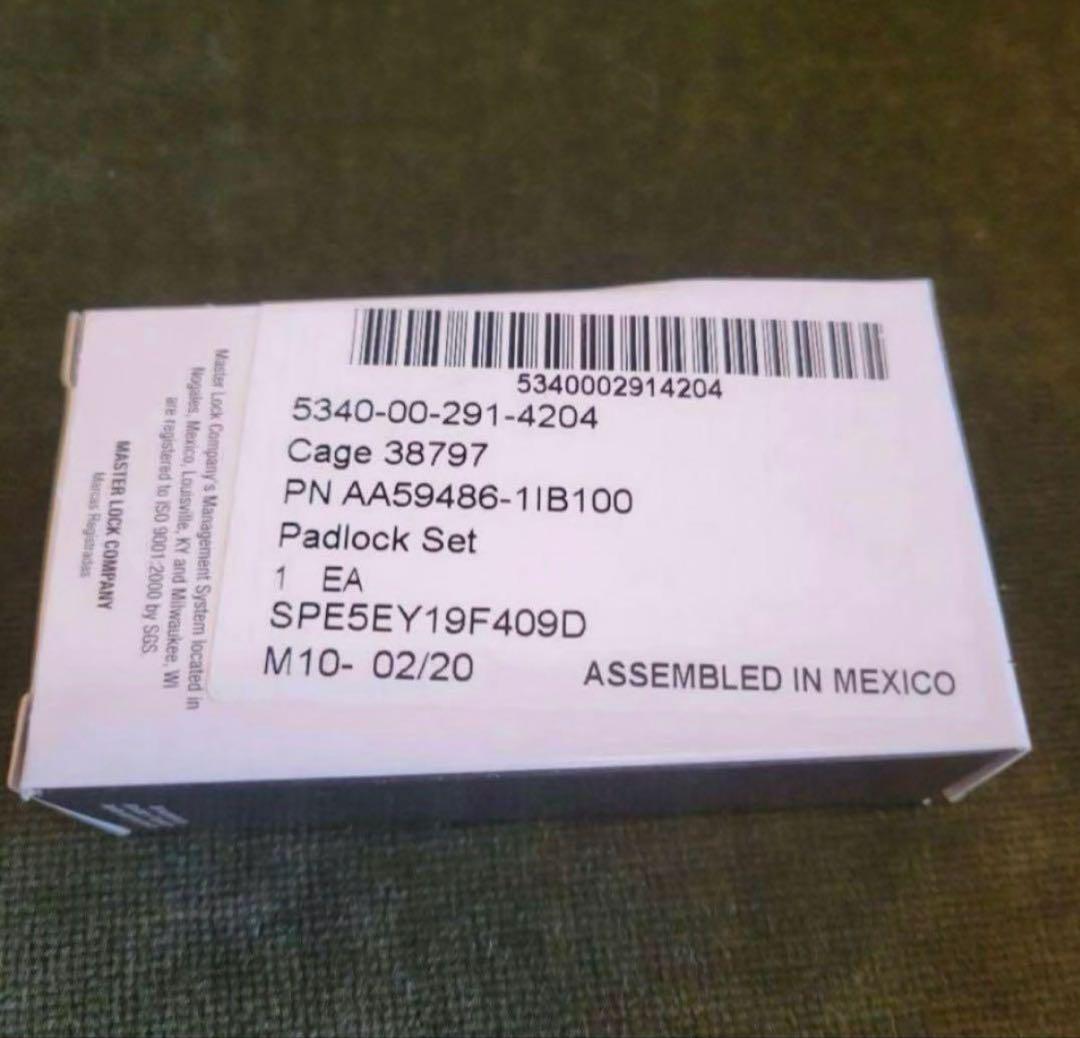 5340002914204
5340-00-291-4204
Cage 38797
PN AA59486-1IB100
Padlock Set
1 EA
SPE5EY19F409D
M10- 02/20
ASSEMBLED IN MEXICO
Master Lock Company's Management System located in
Nogales, Mexico, Louisville, KY and Milwaukee, WI
are registered to ISO 9001:2000 by SGS.
MASTER LOCK COMPANY
Marcas Registradas